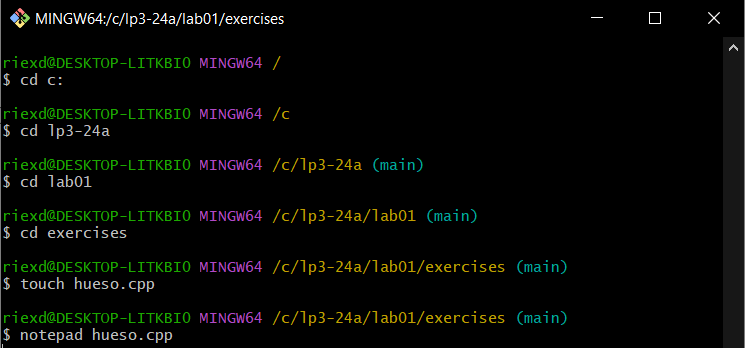 MINGW64:/c/lp3-24a/lab01/exercises
riexd@DESKTOP-LITKBIO MINGW64 /
$ cd c:
riexd@DESKTOP-LITKBIO MINGW64 /c
$ cd lp3-24a
riexd@DESKTOP-LITKBIO MINGW64 /c/lp3-24a (main)
$ cd lab01
riexd@DESKTOP-LITKBIO MINGW64 /c/lp3-24a/lab01 (main)
$ cd exercises
riexd@DESKTOP-LITKBIO MINGW64 /c/lp3-24a/lab01/exercises (main)
$ touch hueso.cpp
riexd@DESKTOP-LITKBIO MINGW64 /c/lp3-24a/lab01/exercises (main)
$ notepad hueso.cpp